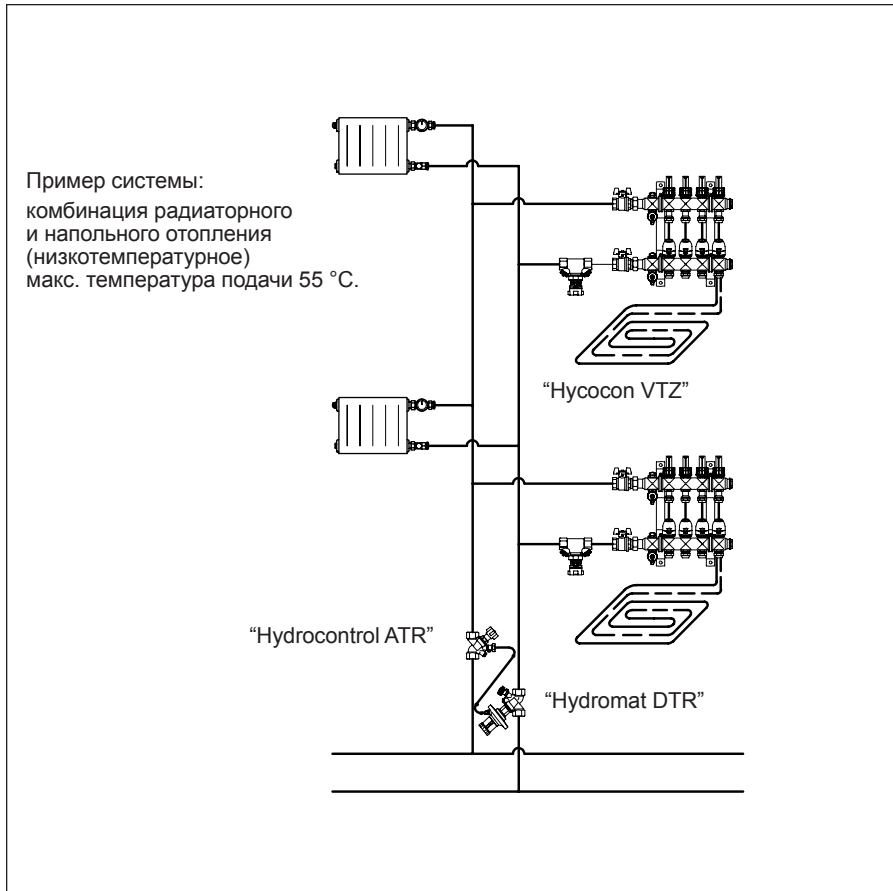 Пример системы:
комбинация радиаторного
и напольного отопления
(низкотемпературное)
макс. температура подачи 55 °C.
“Hycocon VTZ”
“Hydrocontrol ATR”
“Hydromat DTR”